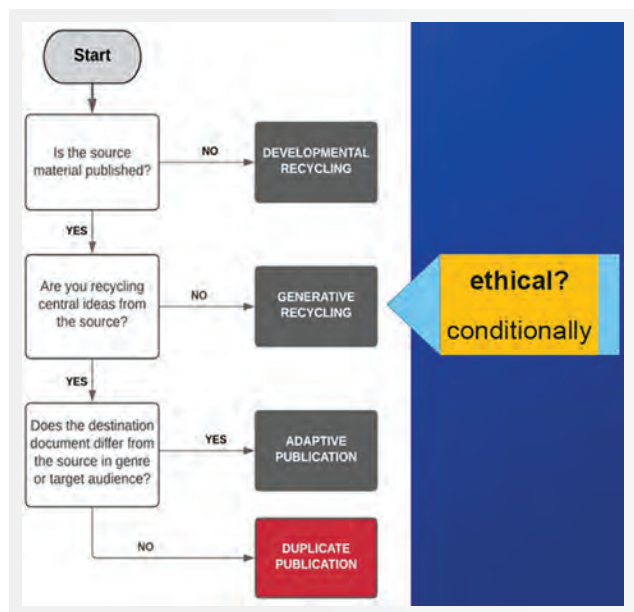 Start
Is the source
material published?
NO
DEVELOPMENTAL
RECYCLING
YES
Are you recycling
central ideas from
the source?
NO
GENERATIVE
RECYCLING
ethical?
conditionally
YES
Does the destination
document differ from
the source in genre
or target audience?
YES
ADAPTIVE
PUBLICATION
NO
DUPLICATE
PUBLICATION